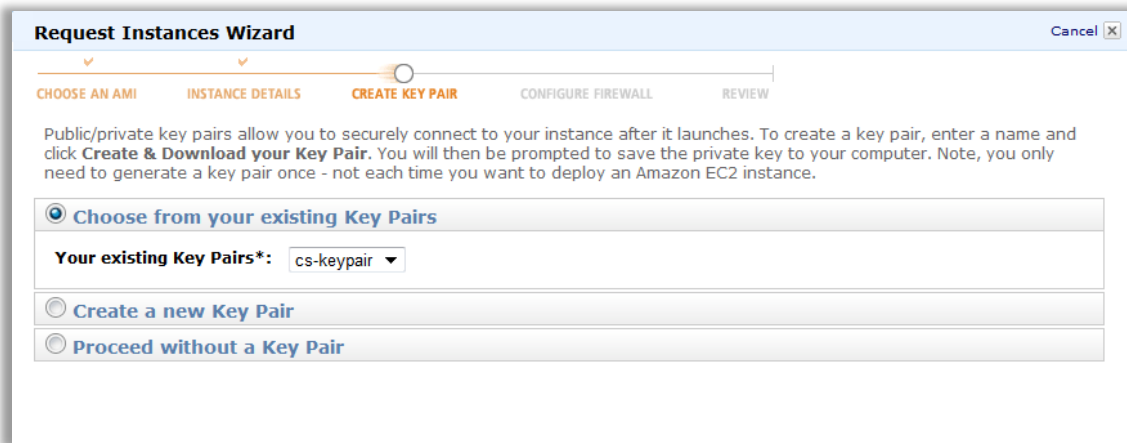 Request Instances Wizard
Cancel
CHOOSE AN AMI INSTANCE DETAILS CREATE KEY PAIR CONFIGURE FIREWALL REVIEW
Public/private key pairs allow you to securely connect to your instance after it launches. To create a key pair, enter a name and
click Create & Download your Key Pair. You will then be prompted to save the private key to your computer. Note, you only
need to generate a key pair once - not each time you want to deploy an Amazon EC2 instance.
Choose from your existing Key Pairs
Your existing Key Pairs*: cs-keypair
Create a new Key Pair
Proceed without a Key Pair